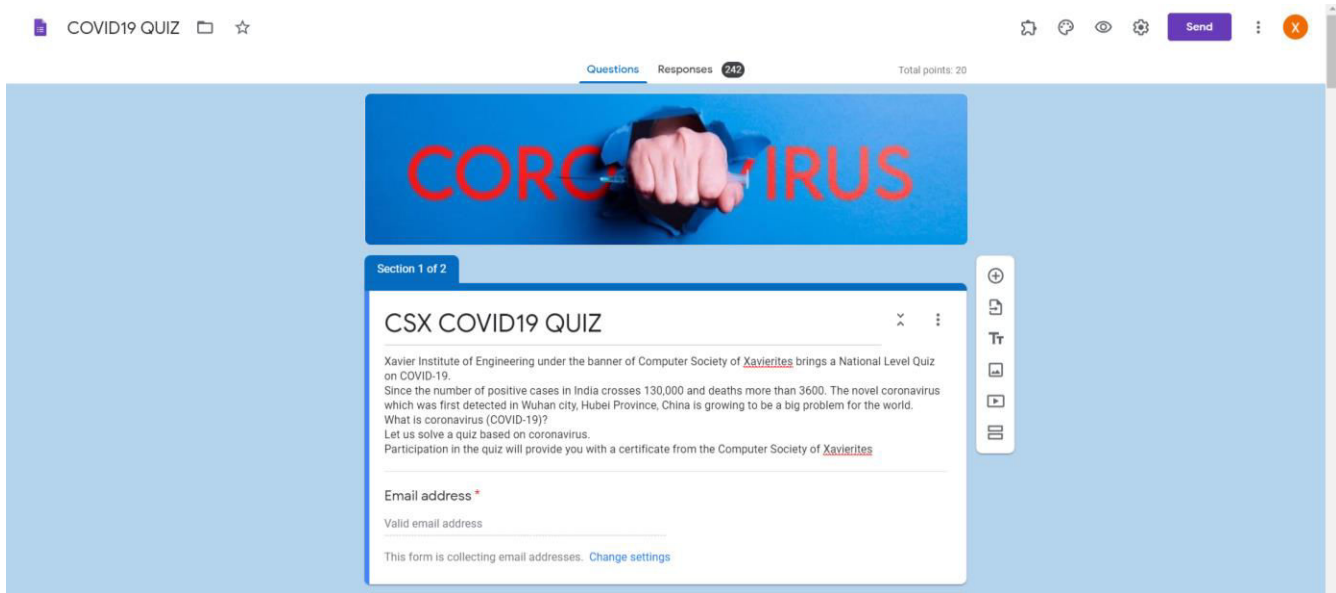 COVID19 QUIZ
Send
X
Questions Responses 242
Total points: 20
CORO VIRUS
Section 1 of 2
CSX COVID19 QUIZ
Xavier Institute of Engineering under the banner of Computer Society of Xavierites brings a National Level Quiz
on COVID-19.
Since the number of positive cases in India crosses 130,000 and deaths more than 3600. The novel coronavirus
which was first detected in Wuhan city, Hubei Province, China is growing to be a big problem for the world.
What is coronavirus (COVID-19)?
Let us solve a quiz based on coronavirus.
Participation in the quiz will provide you with a certificate from the Computer Society of Xavierites
Tт
Email address *
Valid email address
This form is collecting email addresses. Change settings